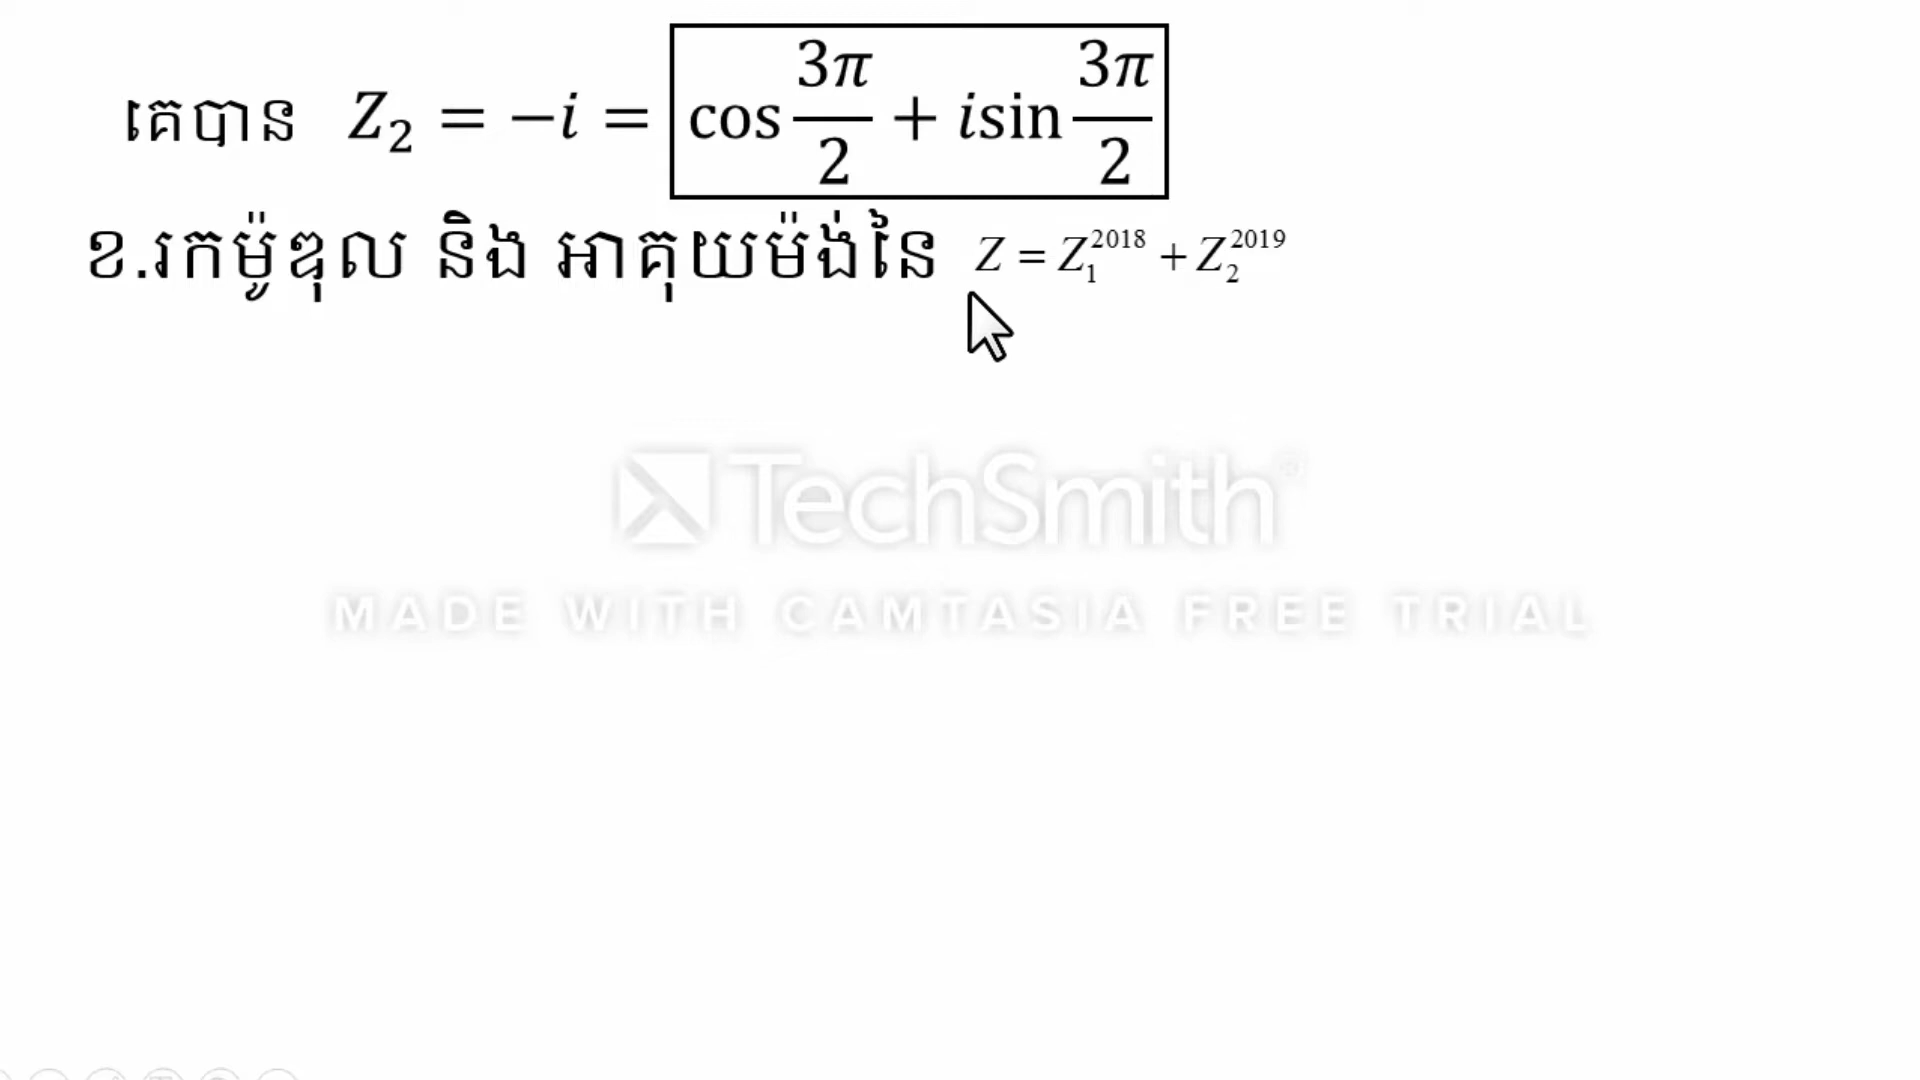 គេបាន Z₂ = −i = cos 3π/2 + isin 3π/2
ខ.រកម៉ូឌុល និង អាគុយម៉ង់នៃ Z = Z₁²⁰¹⁸ + Z₂²⁰¹⁹
TechSmith
MADE WITH CAMTASIA FREE TRIAL